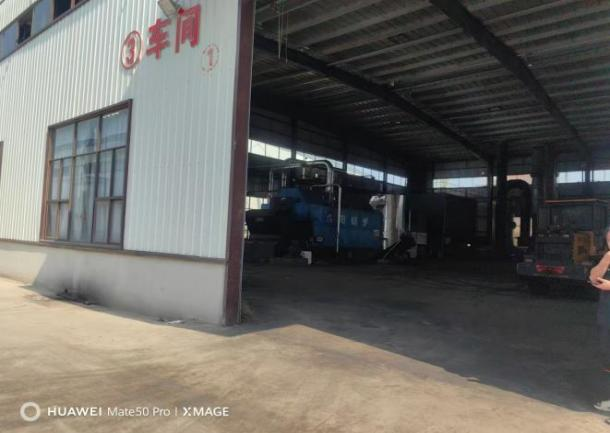 ③车间
①
HUAWEI Mate50 Pro | XMAGE